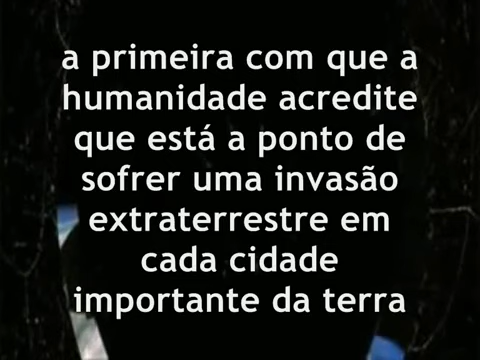 a primeira com que a
humanidade acredite
que está a ponto de
sofrer uma invasão
extraterrestre em
cada cidade
importante da terra